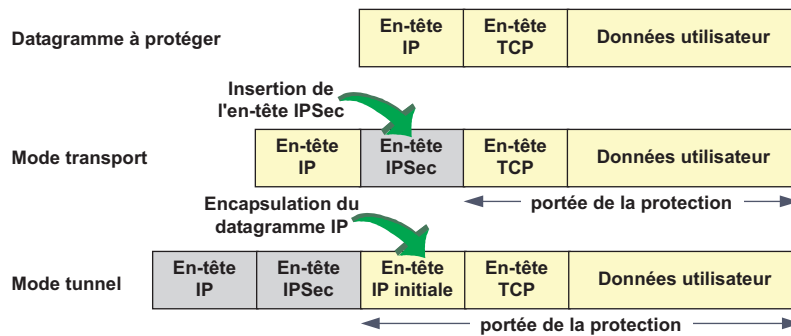 Datagramme à protéger
En-tête IP
En-tête TCP
Données utilisateur
Insertion de
l'en-tête IPSec
Mode transport
En-tête IP
En-tête IPSec
En-tête TCP
Données utilisateur
portée de la protection
Encapsulation du
datagramme IP
Mode tunnel
En-tête IP
En-tête IPSec
En-tête IP initiale
En-tête TCP
Données utilisateur
portée de la protection